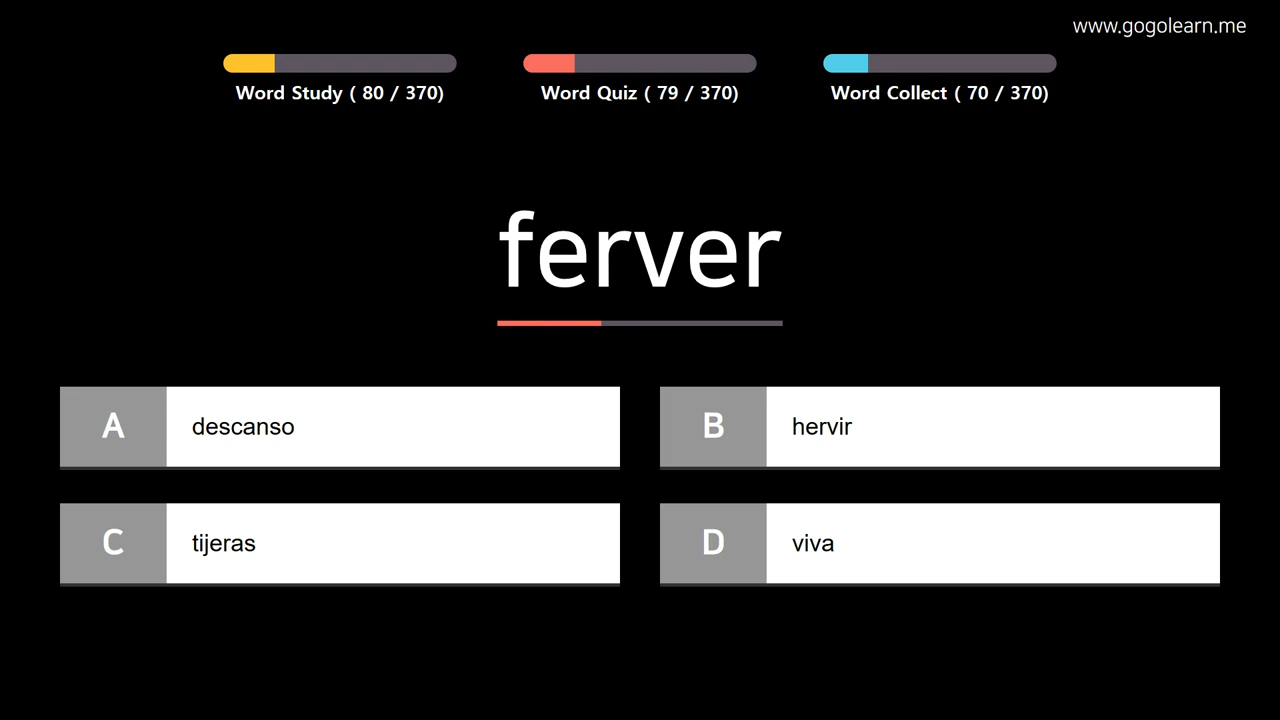 www.gogolearn.me
Word Study ( 80 / 370)
Word Quiz ( 79 / 370)
Word Collect ( 70 / 370)
ferver
A
descanso
B
hervir
C
tijeras
D
viva